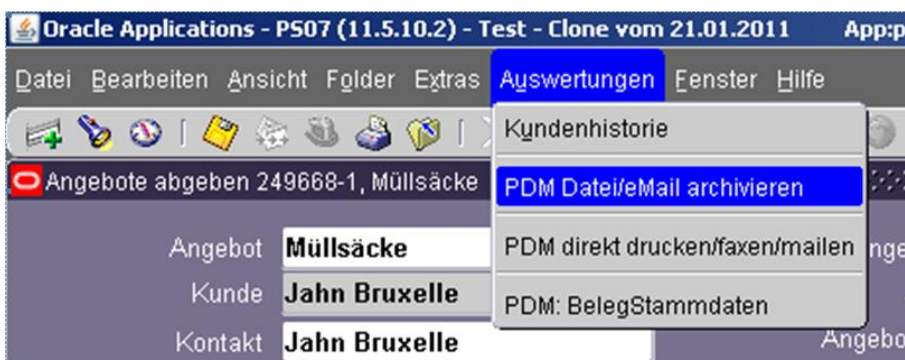 Oracle Applications - PS07 (11.5.10.2) - Test - Clone vom 21.01.2011 App:p
Datei Bearbeiten Ansicht Folder Extras Auswertungen Fenster Hilfe
Kundenhistorie
Angebote abgeben 249668-1, Müllsäcke
PDM Datei/eMail archivieren
Angebot Müllsäcke
PDM direkt drucken/faxen/mailen
Kunde Jahn Bruxelle
PDM: BelegStammdaten
Kontakt Jahn Bruxelle
Angebo